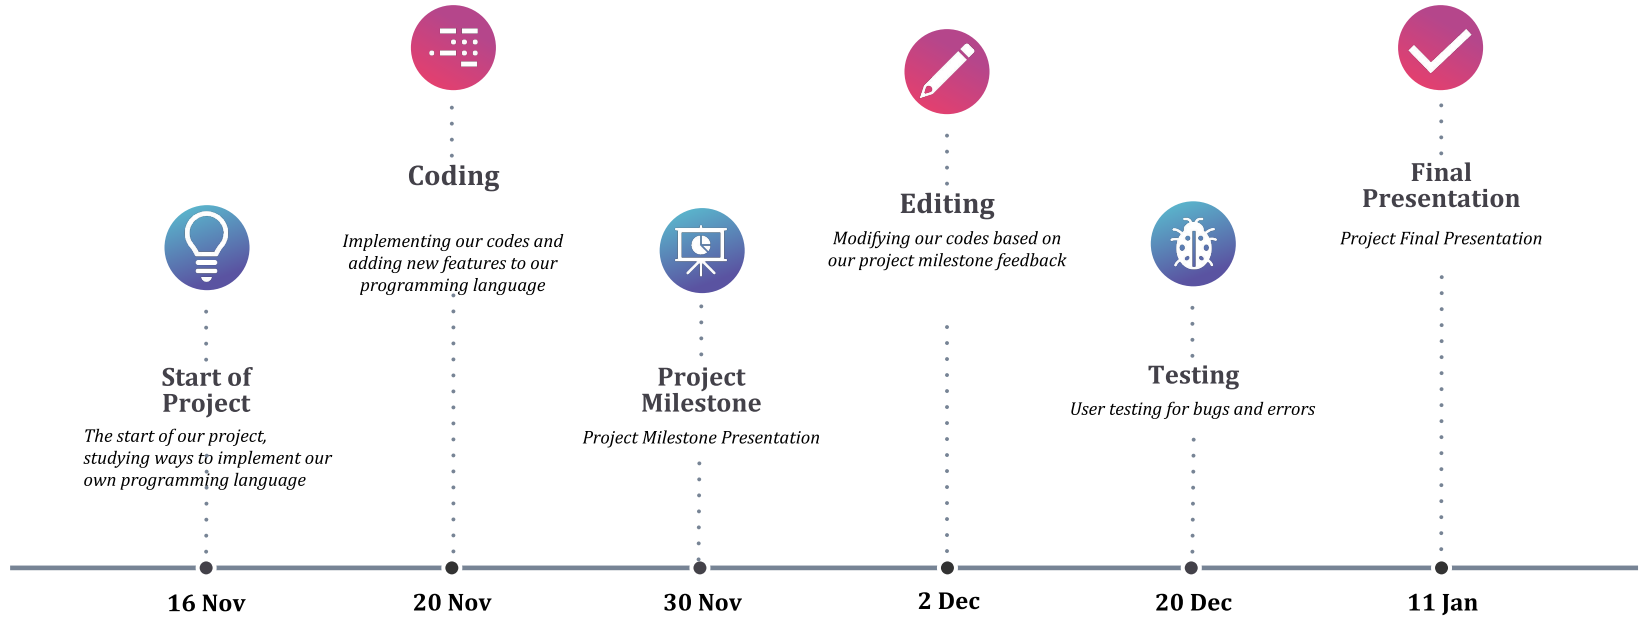 Start of
Project
The start of our project,
studying ways to implement our
own programming language
16 Nov
Coding
Implementing our codes and
adding new features to our
programming language
20 Nov
Project
Milestone
Project Milestone Presentation
30 Nov
Editing
Modifying our codes based on
our project milestone feedback
2 Dec
Testing
User testing for bugs and errors
20 Dec
Final
Presentation
Project Final Presentation
11 Jan